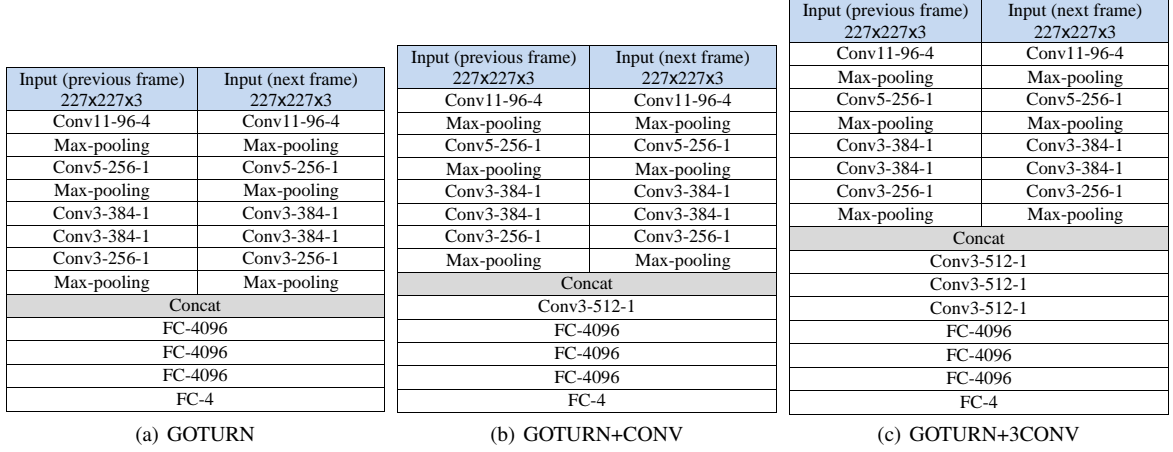 Input (previous frame) 227x227x3 Input (next frame) 227x227x3
Conv11-96-4 Conv11-96-4
Max-pooling Max-pooling
Conv5-256-1 Conv5-256-1
Max-pooling Max-pooling
Conv3-384-1 Conv3-384-1
Conv3-384-1 Conv3-384-1
Conv3-256-1 Conv3-256-1
Max-pooling Max-pooling
Concat
FC-4096
FC-4096
FC-4096
FC-4
(a) GOTURN
Input (previous frame) 227x227x3 Input (next frame) 227x227x3
Conv11-96-4 Conv11-96-4
Max-pooling Max-pooling
Conv5-256-1 Conv5-256-1
Max-pooling Max-pooling
Conv3-384-1 Conv3-384-1
Conv3-384-1 Conv3-384-1
Conv3-256-1 Conv3-256-1
Max-pooling Max-pooling
Concat
Conv3-512-1
FC-4096
FC-4096
FC-4096
FC-4
(b) GOTURN+CONV
Input (previous frame) 227x227x3 Input (next frame) 227x227x3
Conv11-96-4 Conv11-96-4
Max-pooling Max-pooling
Conv5-256-1 Conv5-256-1
Max-pooling Max-pooling
Conv3-384-1 Conv3-384-1
Conv3-384-1 Conv3-384-1
Conv3-256-1 Conv3-256-1
Max-pooling Max-pooling
Concat
Conv3-512-1
Conv3-512-1
Conv3-512-1
FC-4096
FC-4096
FC-4096
FC-4
(c) GOTURN+3CONV